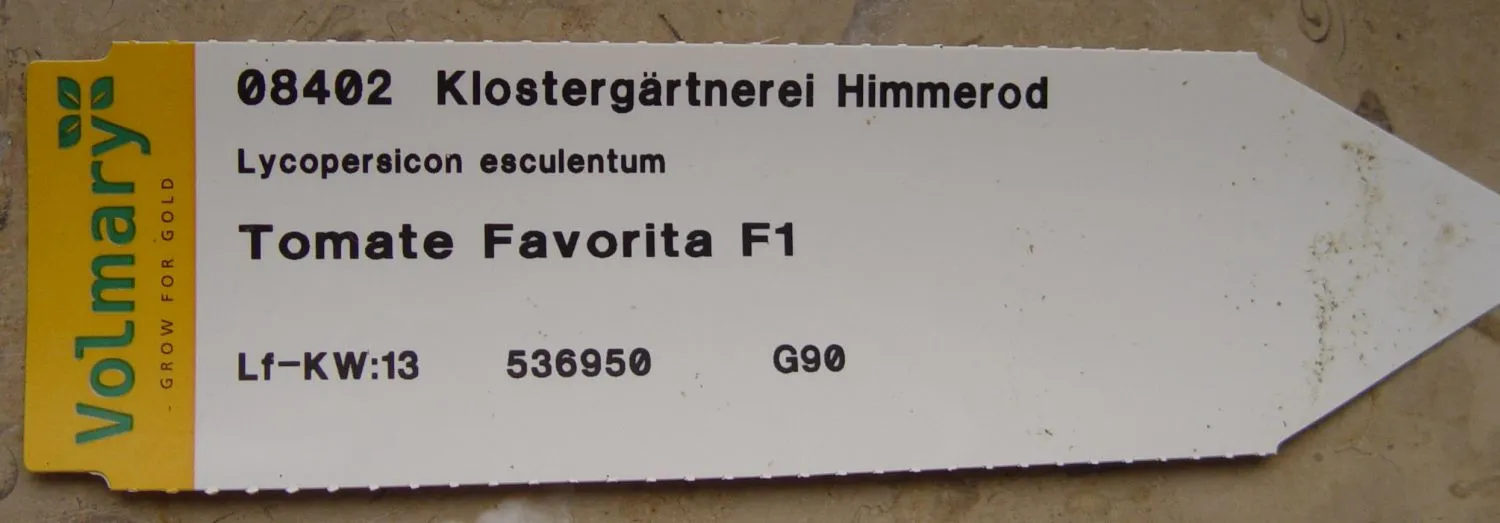 Volmary
- GROW FOR GOLD
08402 Klostergärtnerei Himmerod
Lycopersicon esculentum
Tomate Favorita F1
Lf-KW:13 536950 G90